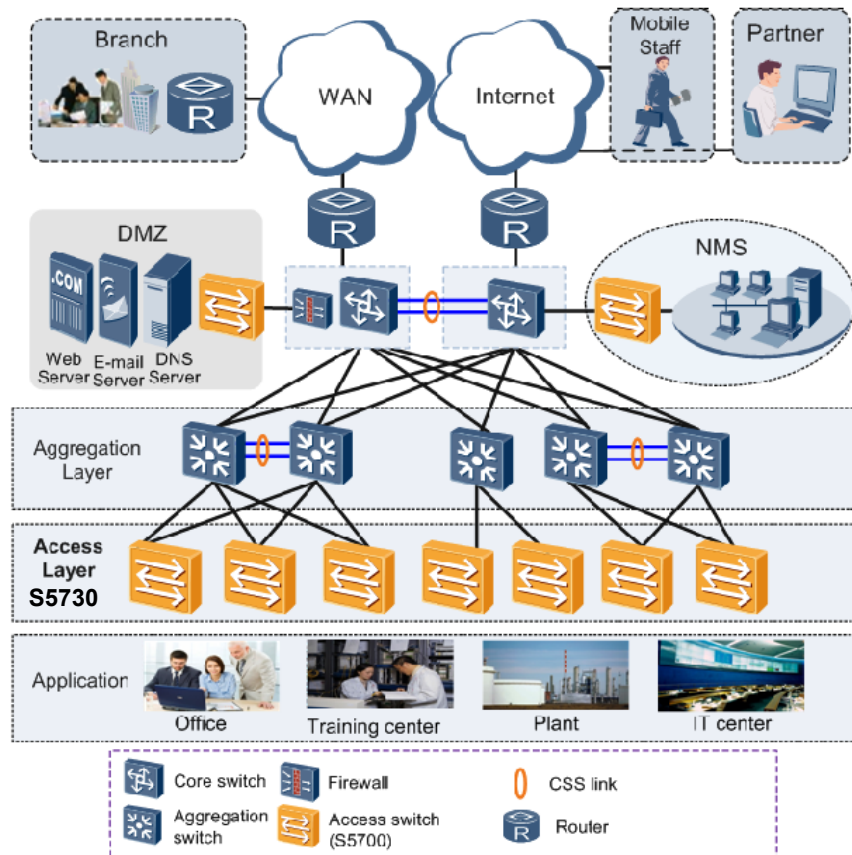 Branch
WAN
Internet
Mobile
Staff
Partner
R
R
R
DMZ
.COM
Web
Server
E-mail
Server
DNS
Server
NMS
Aggregation
Layer
Access
Layer
S5730
Application
Office
Training center
Plant
IT center
Core switch
Firewall
CSS link
Aggregation
switch
Access switch
(S5700)
R
Router